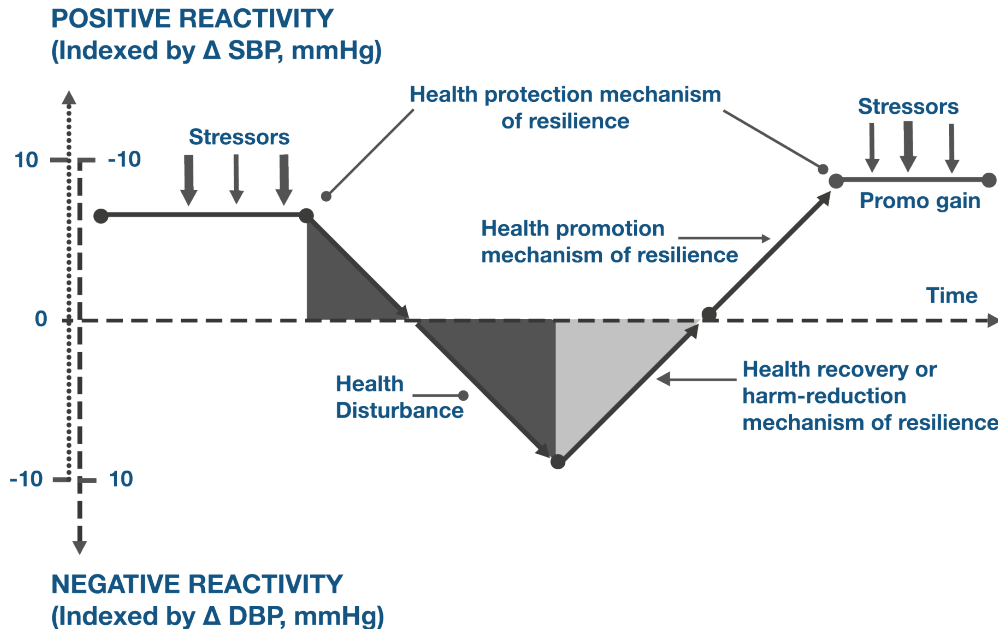 POSITIVE REACTIVITY
(Indexed by Δ SBP, mmHg)
Health protection mechanism
of resilience
Stressors
Stressors
10
-10
Promo gain
Health promotion
mechanism of resilience
Time
0
Health
Disturbance
Health recovery or
harm-reduction
mechanism of resilience
-10
10
NEGATIVE REACTIVITY
(Indexed by Δ DBP, mmHg)